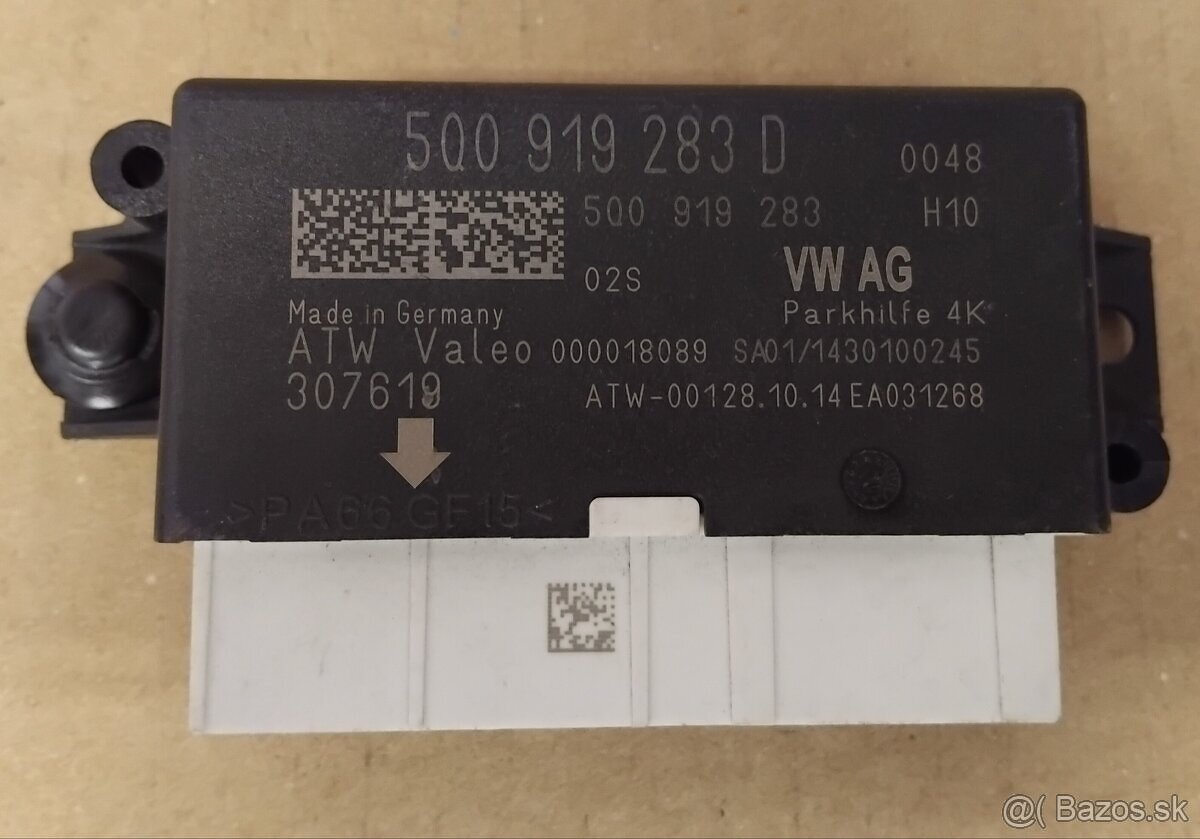 5Q0 919 283 D 0048
5Q0 919 283 H10
02S VW AG
Made in Germany Parkhilfe 4K
ATW Valeo 000018089 SA01/1430100245
307619 ATW-00128.10.14 EA031268
>PA66 GF15<
@( Bazos.sk